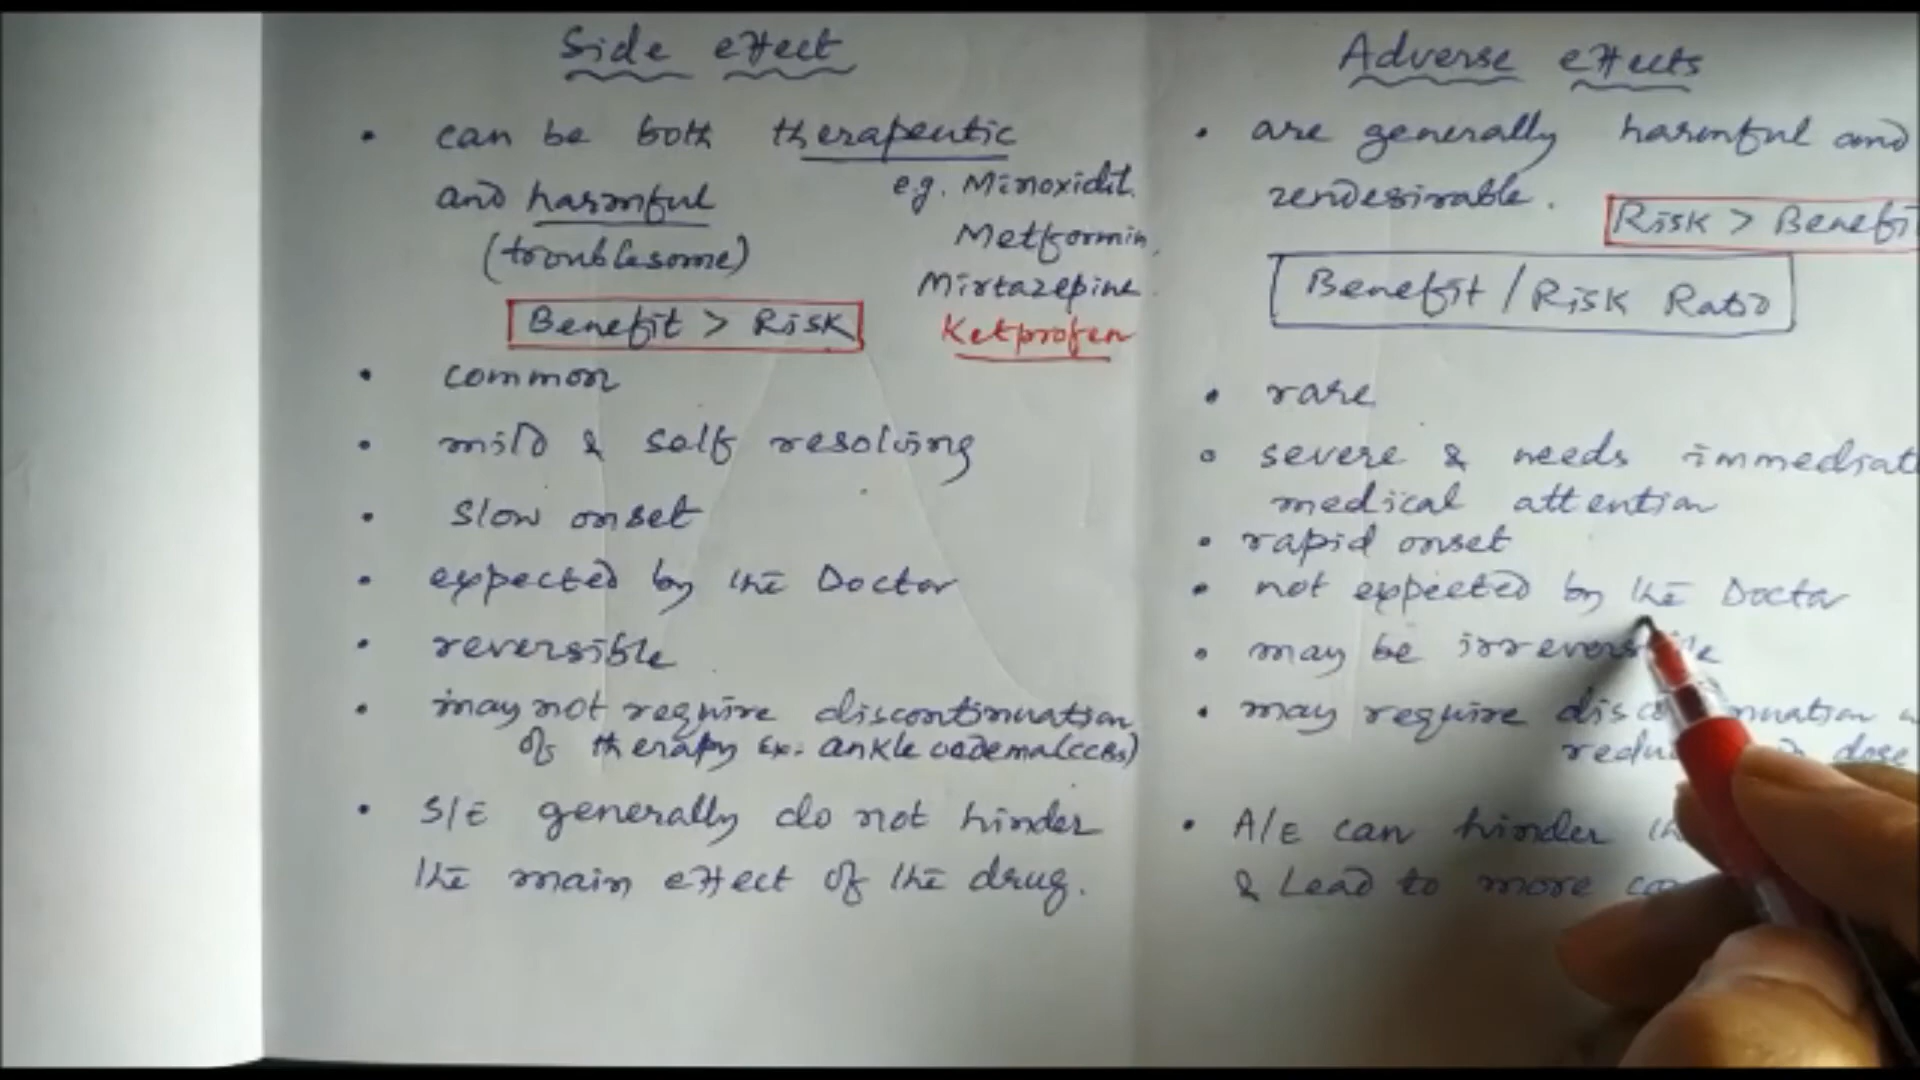 Side effect
• can be both therapeutic
e.g. Minoxidil.
and harmful
Metformin,
(troublesome)
Mirtazepine.
Benefit > Risk
Ketprofen
• common
• mild & self resolving
• slow onset
• expected by the Doctor
• reversible
• may not require discontinuation
of therapy Ex. ankle oedema (CCBs)
• S/E generally do not hinder
the main effect of the drug.
Adverse effects
• are generally harmful and
Risk > Benefi
Benefit / Risk Ratio
• rare
• severe & needs immediat
medical attention
• rapid onset
• not expected by the Doctor
• may be
• may require
dose
• A/E can hinder
& Lead to more